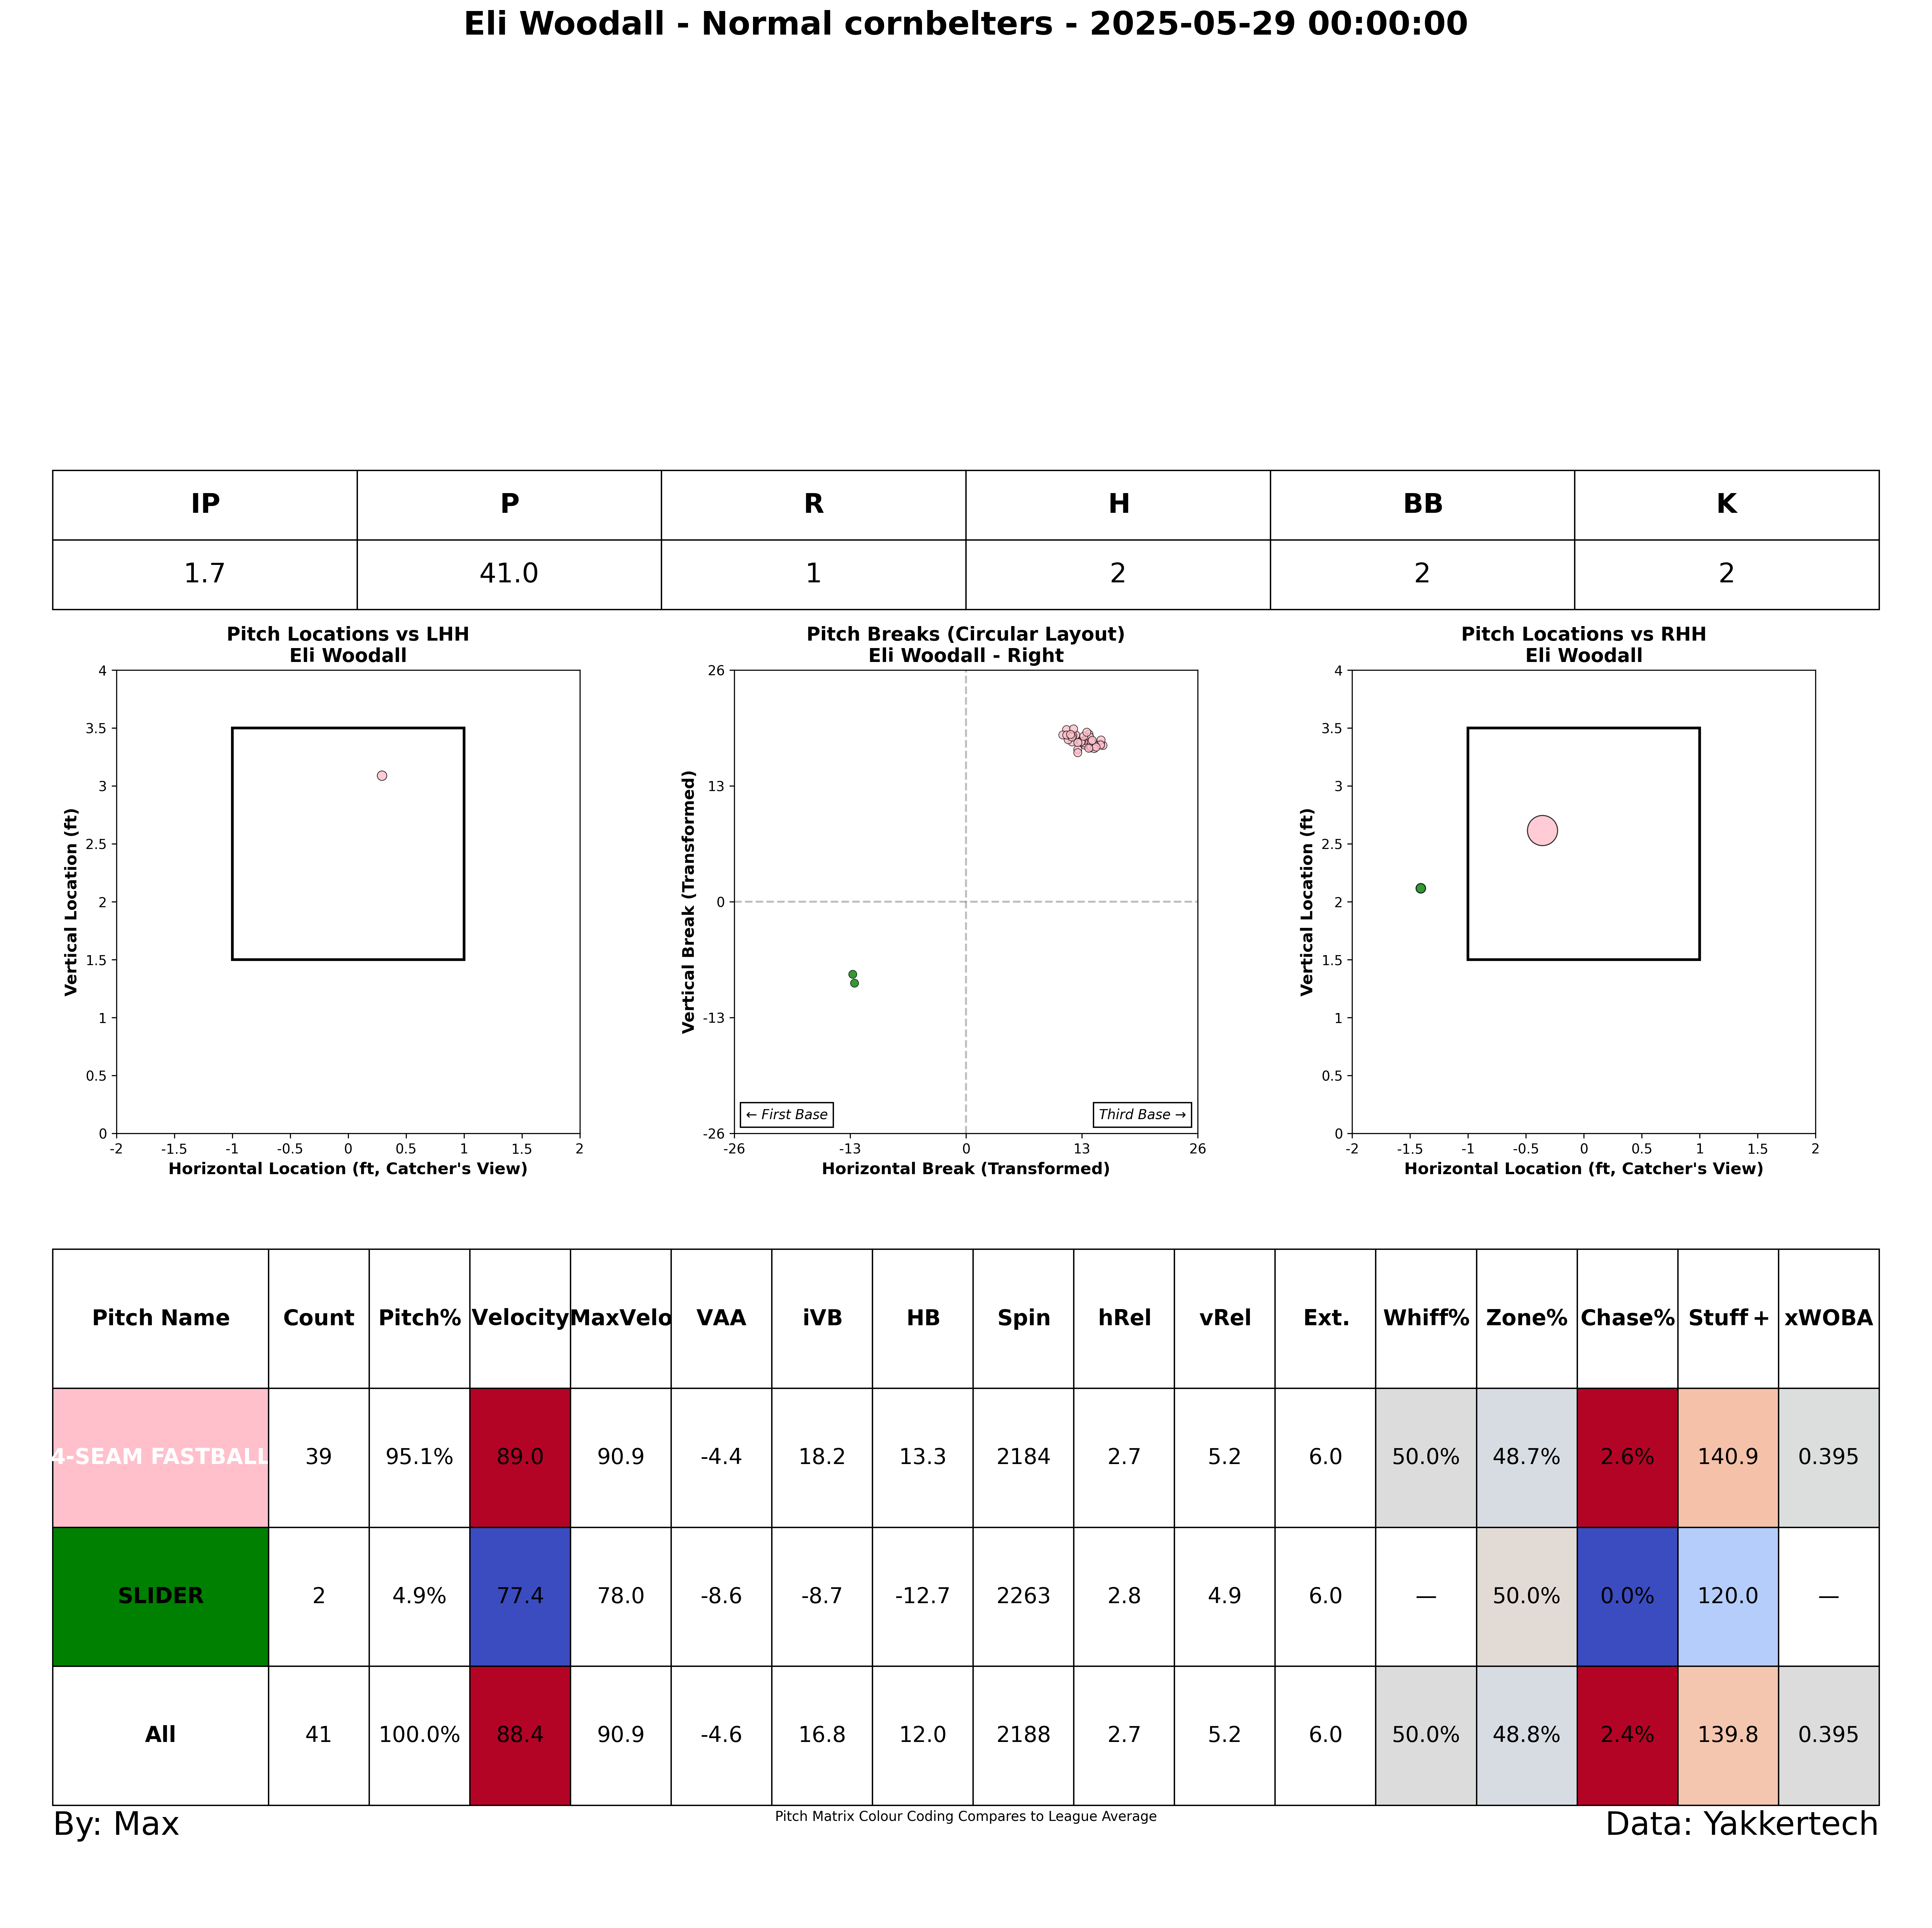 Eli Woodall - Normal cornbelters - 2025-05-29 00:00:00
IP P R H BB K
1.7 41.0 1 2 2 2
Pitch Locations vs LHH
Eli Woodall
4
3.5
3
2.5
2
1.5
1
0.5
0
-2 -1.5 -1 -0.5 0 0.5 1 1.5 2
Vertical Location (ft)
Horizontal Location (ft, Catcher's View)
Pitch Breaks (Circular Layout)
Eli Woodall - Right
26
13
0
-13
-26
-26 -13 0 13 26
← First Base
Third Base →
Vertical Break (Transformed)
Horizontal Break (Transformed)
Pitch Locations vs RHH
Eli Woodall
4
3.5
3
2.5
2
1.5
1
0.5
0
-2 -1.5 -1 -0.5 0 0.5 1 1.5 2
Vertical Location (ft)
Horizontal Location (ft, Catcher's View)
Pitch Name Count Pitch% Velocity MaxVelo VAA iVB HB Spin hRel vRel Ext. Whiff% Zone% Chase% Stuff+ xWOBA
4-SEAM FASTBALL 39 95.1% 89.0 90.9 -4.4 18.2 13.3 2184 2.7 5.2 6.0 50.0% 48.7% 2.6% 140.9 0.395
SLIDER 2 4.9% 77.4 78.0 -8.6 -8.7 -12.7 2263 2.8 4.9 6.0 — 50.0% 0.0% 120.0 —
All 41 100.0% 88.4 90.9 -4.6 16.8 12.0 2188 2.7 5.2 6.0 50.0% 48.8% 2.4% 139.8 0.395
By: Max
Pitch Matrix Colour Coding Compares to League Average
Data: Yakkertech